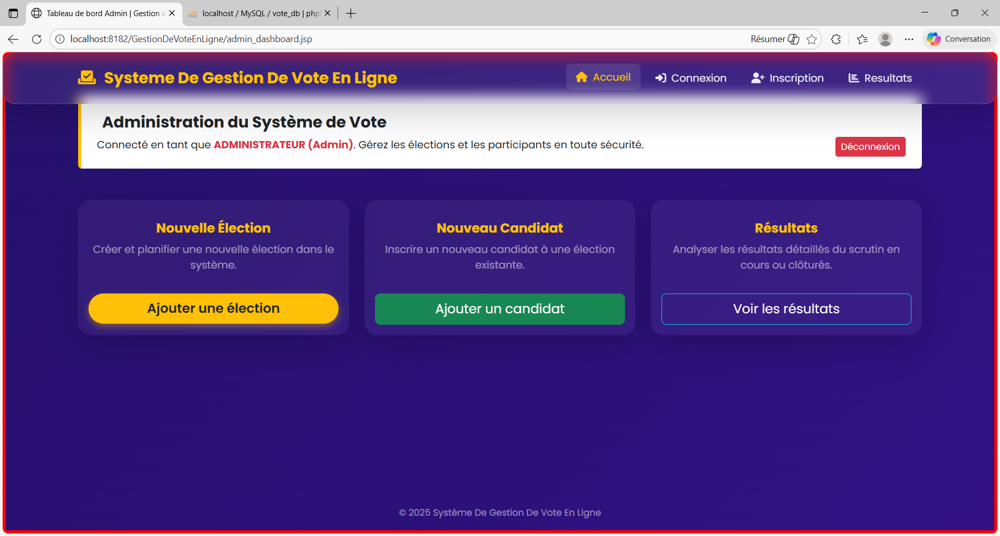 Tableau de bord Admin | Gestion d
localhost / MySQL / vote_db | php
localhost:8182/GestionDeVoteEnLigne/admin_dashboard.jsp
Résumer
Conversation
Systeme De Gestion De Vote En Ligne
Accueil
Connexion
Inscription
Resultats
Administration du Système de Vote
Connecté en tant que ADMINISTRATEUR (Admin). Gérez les élections et les participants en toute sécurité.
Déconnexion
Nouvelle Élection
Créer et planifier une nouvelle élection dans le
système.
Ajouter une élection
Nouveau Candidat
Inscrire un nouveau candidat à une élection
existante.
Ajouter un candidat
Résultats
Analyser les résultats détaillés du scrutin en
cours ou clôturés.
Voir les résultats
© 2025 Système De Gestion De Vote En Ligne